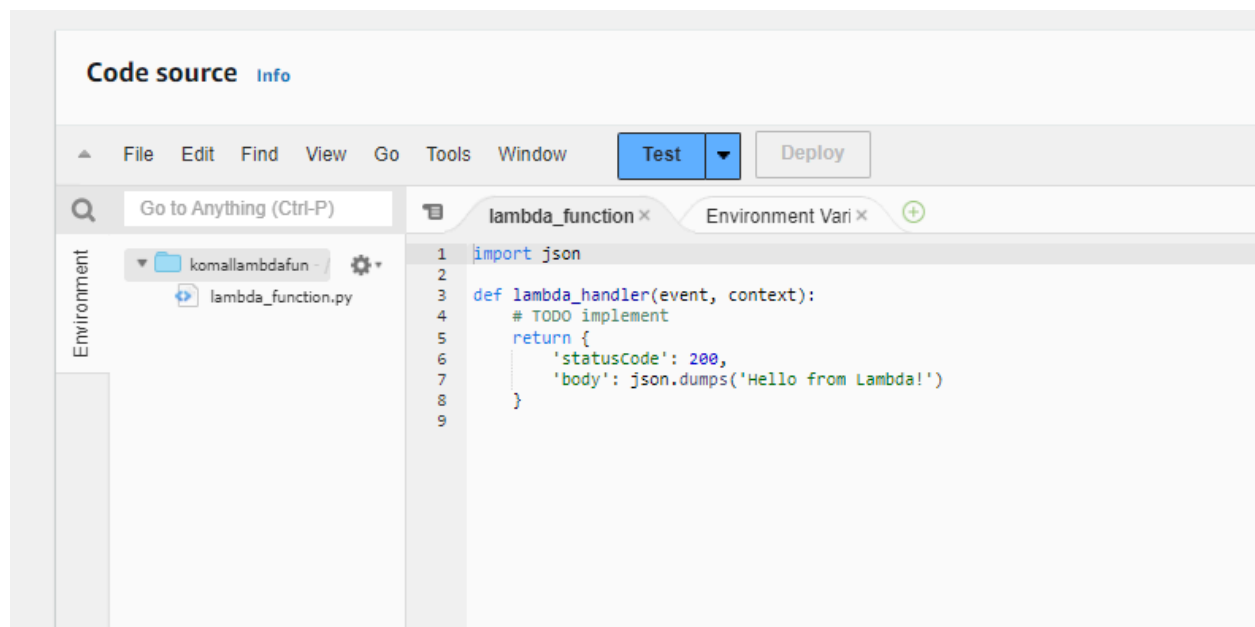 Code source Info
File Edit Find View Go Tools Window Test Deploy
Go to Anything (Ctrl-P)
lambda_function × Environment Vari ×
Environment
komallambdafun - /
lambda_function.py
1 import json
2
3 def lambda_handler(event, context):
4     # TODO implement
5     return {
6         'statusCode': 200,
7         'body': json.dumps('Hello from Lambda!')
8     }
9